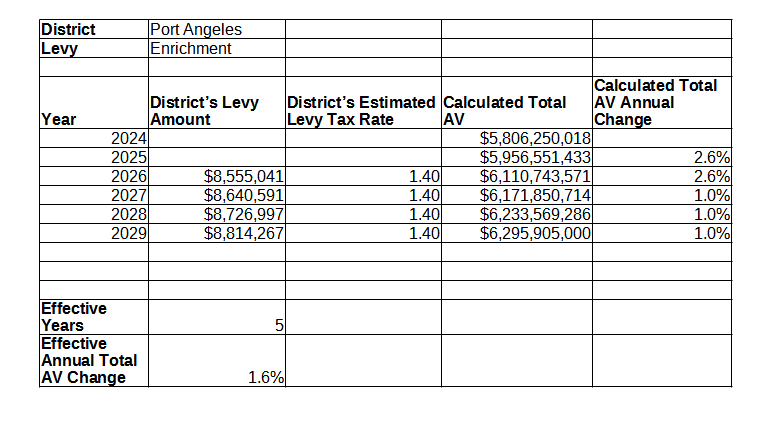 District Port Angeles
Levy Enrichment
Calculated Total
District’s Levy District’s Estimated Calculated Total AV Annual
Year Amount Levy Tax Rate AV Change
2024 $5,806,250,018
2025 $5,956,551,433 2.6%
2026 $8,555,041 1.40 $6,110,743,571 2.6%
2027 $8,640,591 1.40 $6,171,850,714 1.0%
2028 $8,726,997 1.40 $6,233,569,286 1.0%
2029 $8,814,267 1.40 $6,295,905,000 1.0%
Effective
Years 5
Effective
Annual Total
AV Change 1.6%